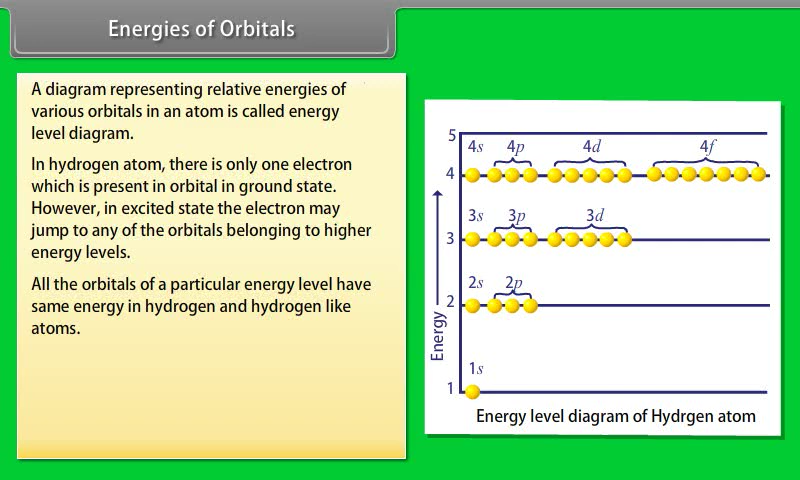 Energies of Orbitals
A diagram representing relative energies of
various orbitals in an atom is called energy
level diagram.
In hydrogen atom, there is only one electron
which is present in orbital in ground state.
However, in excited state the electron may
jump to any of the orbitals belonging to higher
energy levels.
All the orbitals of a particular energy level have
same energy in hydrogen and hydrogen like
atoms.
5
4s 4p 4d 4f
4
3s 3p 3d
3
2s 2p
2
Energy
1s
1
Energy level diagram of Hydrgen atom